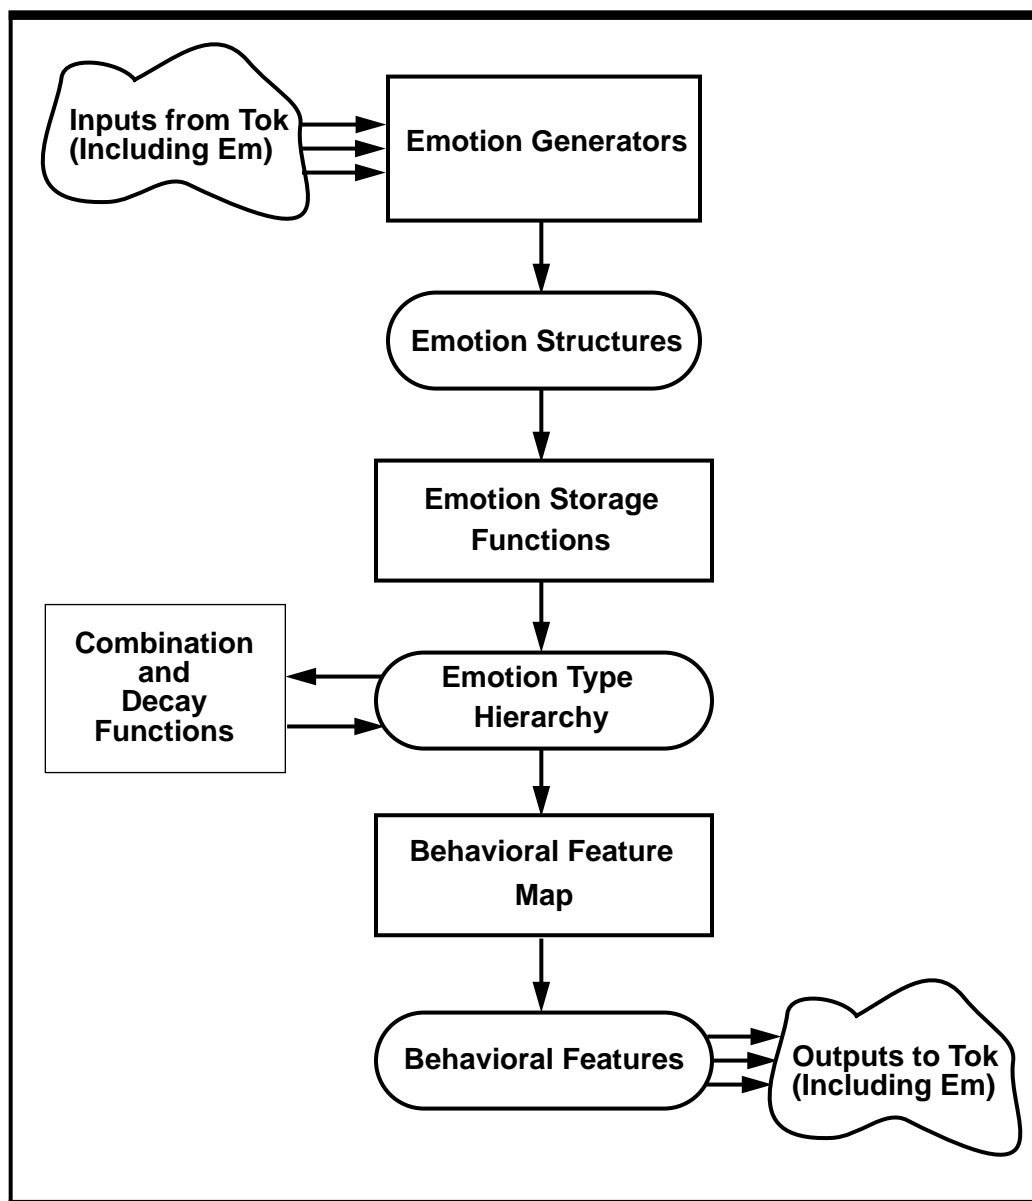 Inputs from Tok
(Including Em)
Emotion Generators
Emotion Structures
Emotion Storage
Functions
Combination
and
Decay
Functions
Emotion Type
Hierarchy
Behavioral Feature
Map
Behavioral Features
Outputs to Tok
(Including Em)